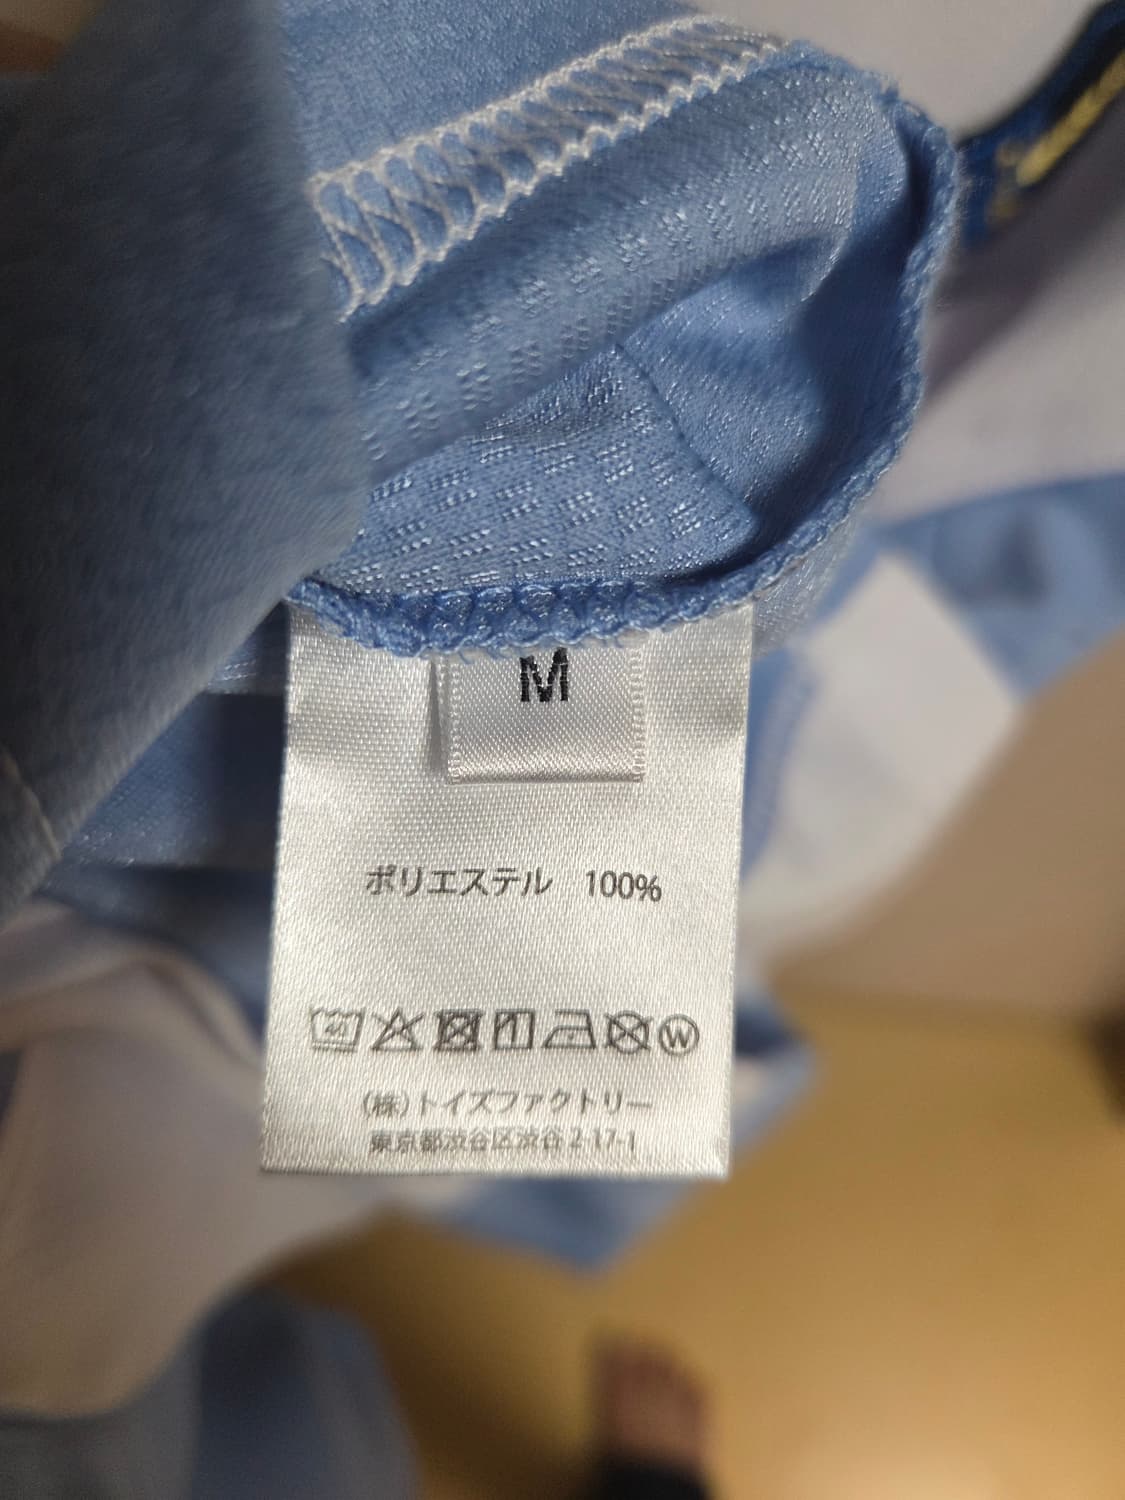 M
ポリエステル 100%
40
W
(株)トイズファクトリー
東京都渋谷区渋谷 2-17-1